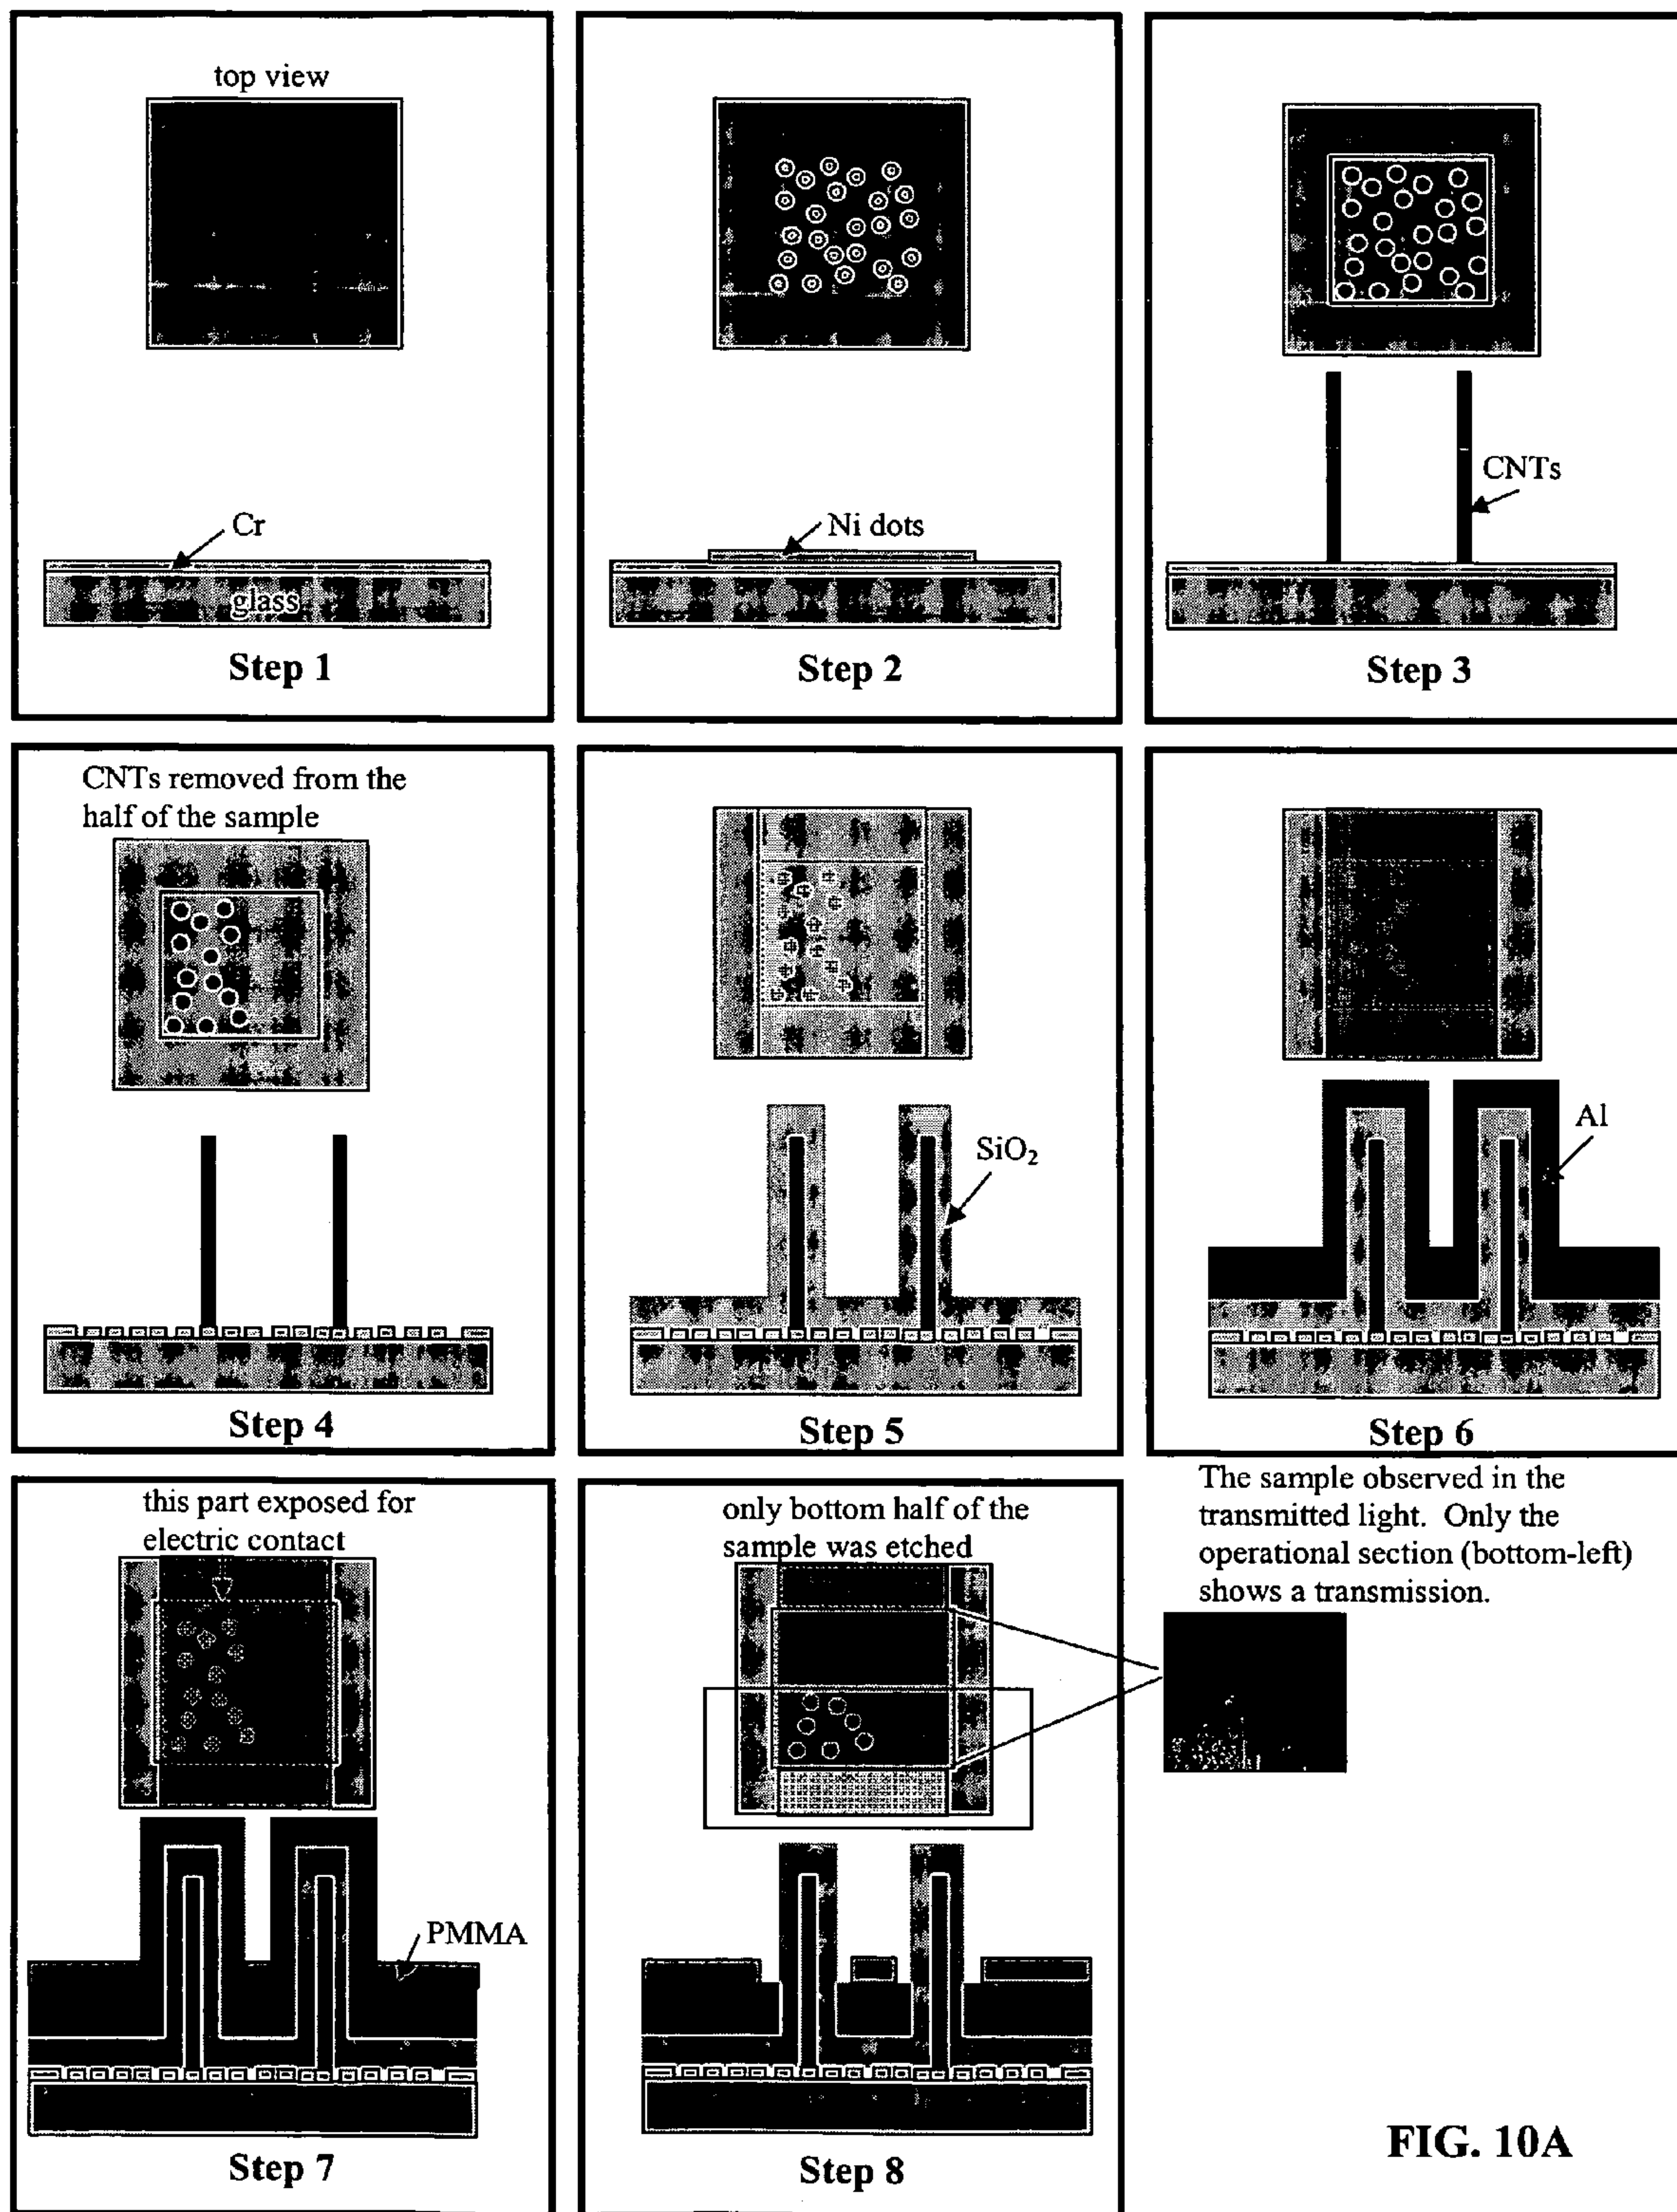 top view
Cr
glass
Step 1
Ni dots
Step 2
CNTs
Step 3
CNTs removed from the
half of the sample
Step 4
SiO₂
Step 5
Al
Step 6
this part exposed for
electric contact
PMMA
Step 7
only bottom half of the
sample was etched
Step 8
The sample observed in the
transmitted light. Only the
operational section (bottom-left)
shows a transmission.
FIG. 10A